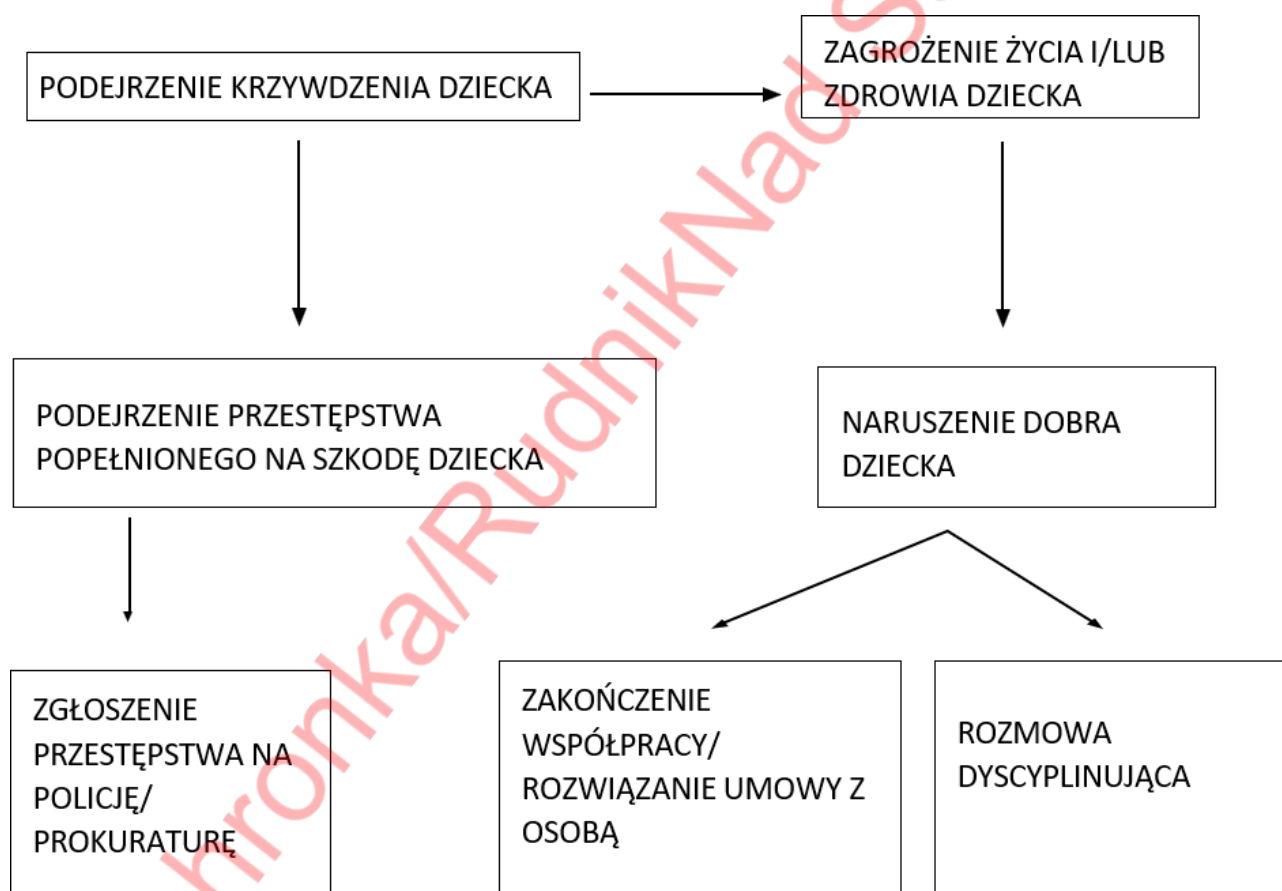 PODEJRZENIE KRZYWDZENIA DZIECKA
ZAGROŻENIE ŻYCIA I/LUB
ZDROWIA DZIECKA
PODEJRZENIE PRZESTĘPSTWA
POPEŁNIONEGO NA SZKODĘ DZIECKA
NARUSZENIE DOBRA
DZIECKA
ZGŁOSZENIE
PRZESTĘPSTWA NA
POLICJĘ/
PROKURATURĘ
ZAKOŃCZENIE
WSPÓŁPRACY/
ROZWIĄZANIE UMOWY Z
OSOBĄ
ROZMOWA
DYSCYPLINUJĄCA
hronka/RudnikNad S